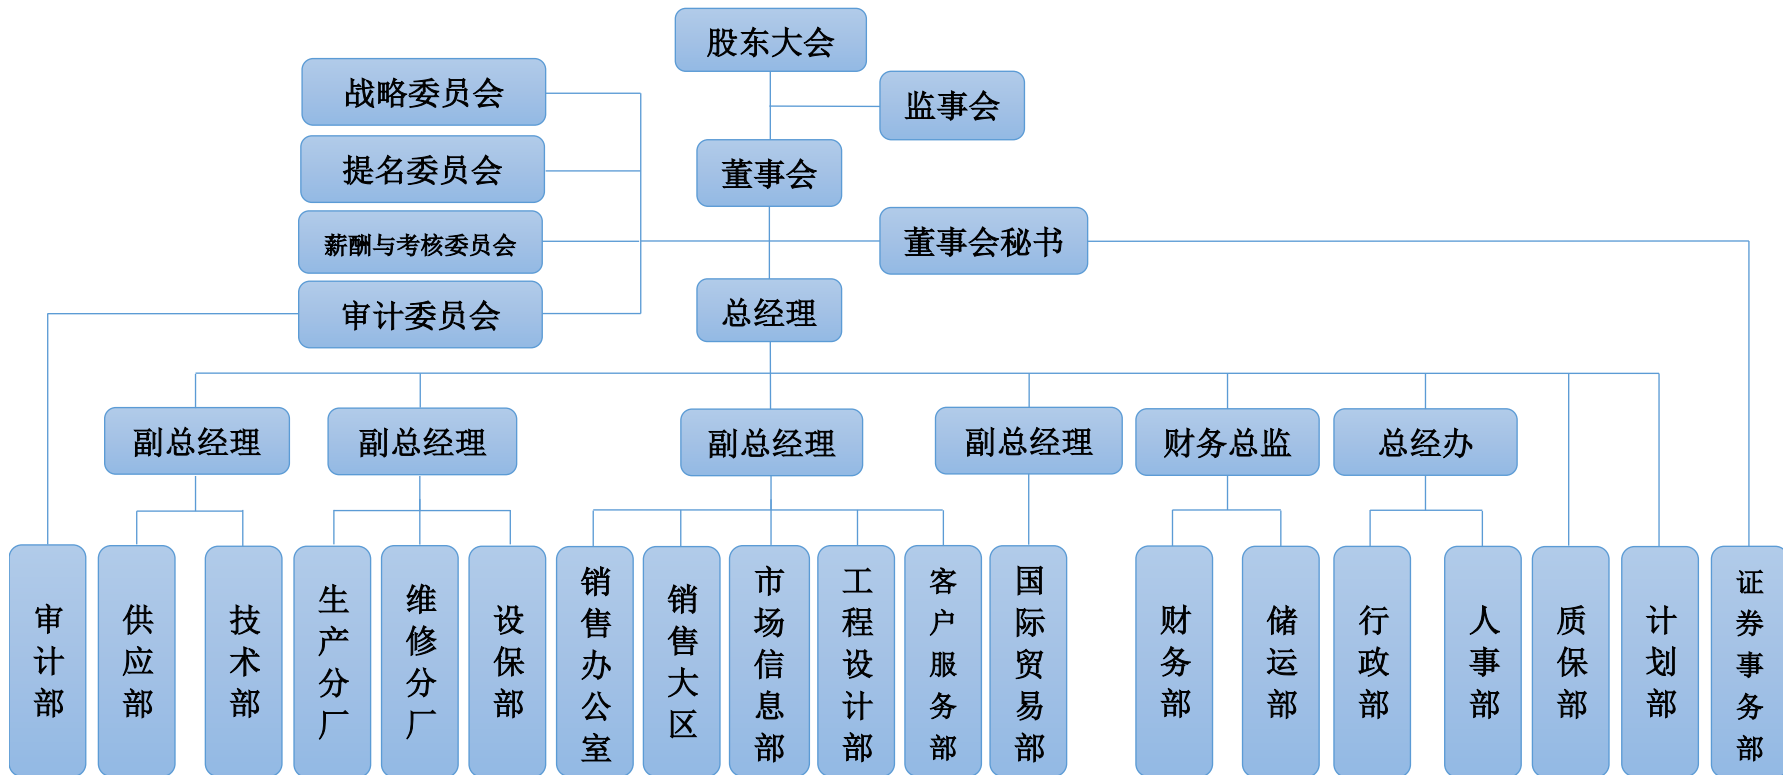 股东大会
战略委员会
监事会
提名委员会
董事会
薪酬与考核委员会
董事会秘书
审计委员会
总经理
副总经理
副总经理
副总经理
副总经理
财务总监
总经办
审计部
供应部
技术部
生产分厂
维修分厂
设保部
销售办公室
销售大区
市场信息部
工程设计部
客户服务部
国际贸易部
财务部
储运部
行政部
人事部
质保部
计划部
证券事务部